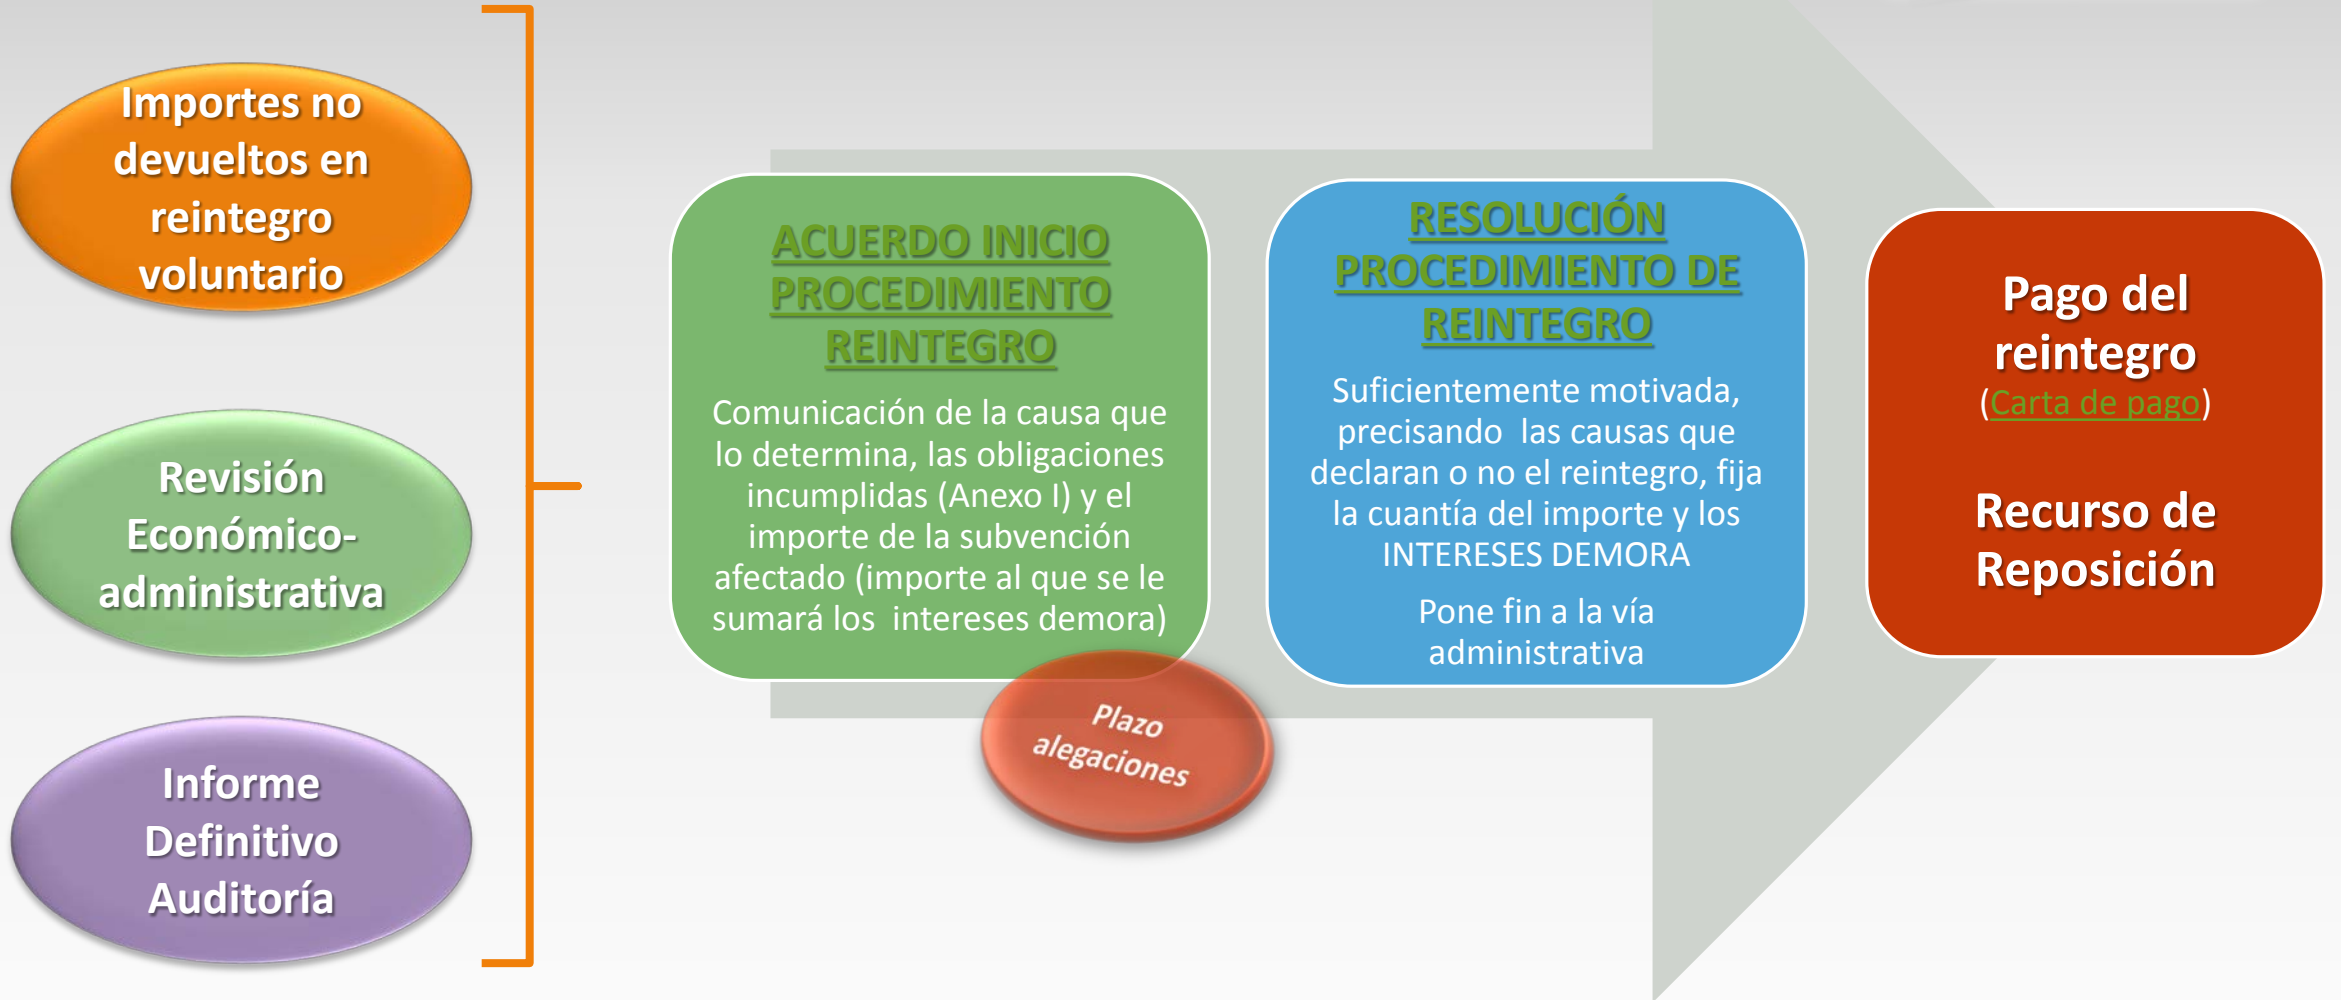 Importes no
devueltos en
reintegro
voluntario
Revisión
Económico-
administrativa
Informe
Definitivo
Auditoría
ACUERDO INICIO
PROCEDIMIENTO
REINTEGRO
Comunicación de la causa que
lo determina, las obligaciones
incumplidas (Anexo I) y el
importe de la subvención
afectado (importe al que se le
sumará los  intereses demora)
Plazo
alegaciones
RESOLUCIÓN
PROCEDIMIENTO DE
REINTEGRO
Suficientemente motivada,
precisando  las causas que
declaran o no el reintegro, fija
la cuantía del importe y los
INTERESES DEMORA
Pone fin a la vía
administrativa
Pago del
reintegro
(Carta de pago)
Recurso de
Reposición